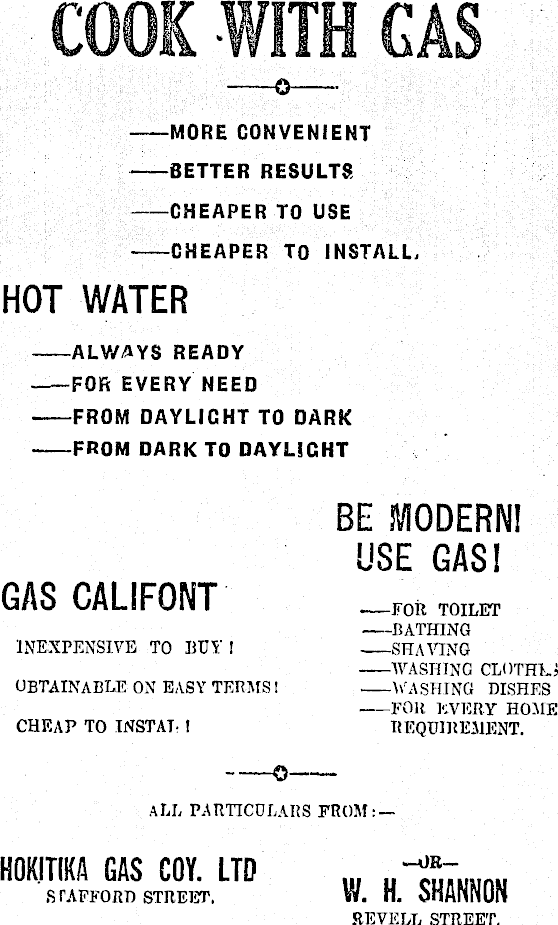 COOK WITH GAS
—MORE CONVENIENT
—BETTER RESULTS
—CHEAPER TO USE
—CHEAPER TO INSTALL.
HOT WATER
—ALWAYS READY
—FOR EVERY NEED
—FROM DAYLIGHT TO DARK
—FROM DARK TO DAYLIGHT
BE MODERN!
USE GAS!
—FOR TOILET
—BATHING
—SHAVING
—WASHING CLOTHES
—WASHING DISHES
—FOR EVERY HOME
REQUIREMENT.
GAS CALIFONT
INEXPENSIVE TO BUY!
OBTAINABLE ON EASY TERMS!
CHEAP TO INSTAL!
ALL PARTICULARS FROM:—
HOKITIKA GAS COY. LTD
STAFFORD STREET.
—OR—
W. H. SHANNON
REVELL STREET.